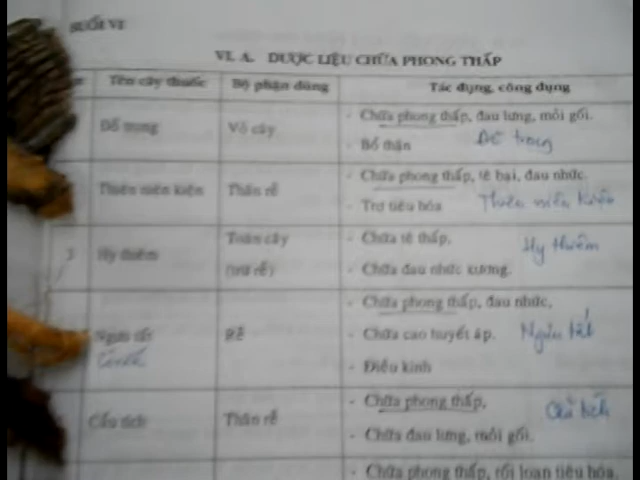 BUỔI VI
VI. A. DƯỢC LIỆU CHỮA PHONG THẤP
Tên cây thuốc Bộ phận dùng Tác dụng, công dụng
Đỗ trọng Vỏ cây - Chữa phong thấp, đau lưng, mỏi gối.
- Bổ thận Đỗ trọng
Thiên niên kiện Thân rễ - Chữa phong thấp, tê bại, đau nhức.
- Trợ tiêu hóa Thiên niên kiện
3 Hy thiêm Toàn cây - Chữa tê thấp, Hy thiêm
(trừ rễ) - Chữa đau nhức xương.
- Chữa phong thấp, đau nhức,
Ngưu tất Rễ - Chữa cao huyết áp. Ngưu tất
- Điều kinh
Cẩu tích Thân rễ - Chữa phong thấp, Cẩu tích
- Chữa đau lưng, mỏi gối.
- Chữa phong thấp, rối loạn tiêu hóa.